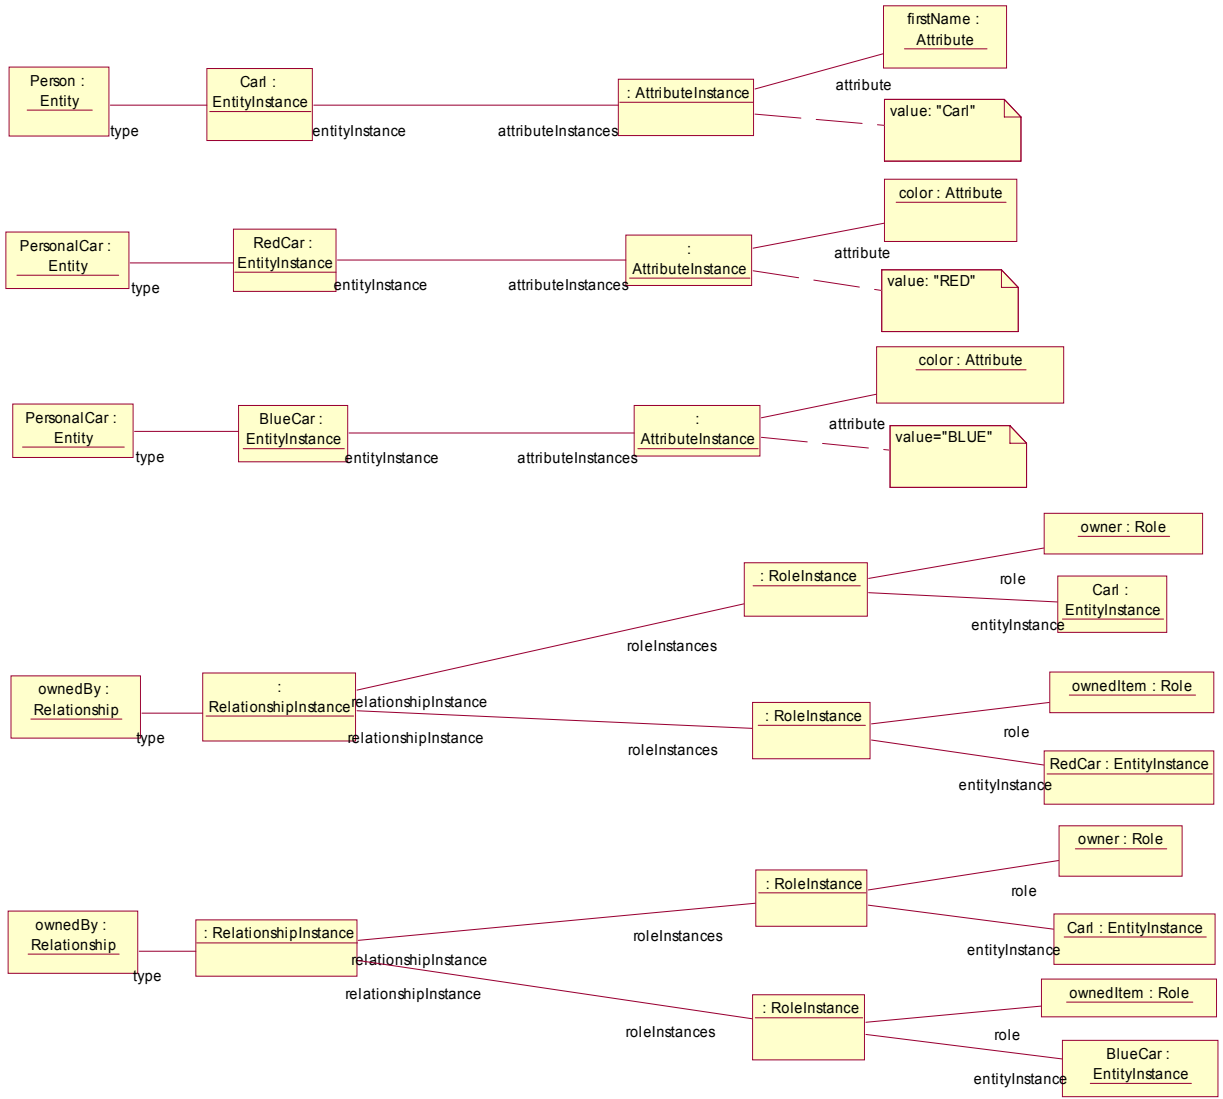 firstName :
Attribute
Person :
Entity
type
Carl :
EntityInstance
entityInstance
attributeInstances
: AttributeInstance
attribute
value: "Carl"
color : Attribute
PersonalCar :
Entity
type
RedCar :
EntityInstance
entityInstance
attributeInstances
:
AttributeInstance
attribute
value: "RED"
color : Attribute
PersonalCar :
Entity
type
BlueCar :
EntityInstance
entityInstance
attributeInstances
:
AttributeInstance
attribute
value="BLUE"
owner : Role
: RoleInstance
role
Carl :
EntityInstance
entityInstance
roleInstances
ownedBy :
Relationship
type
:
RelationshipInstance
relationshipInstance
relationshipInstance
roleInstances
: RoleInstance
ownedItem : Role
role
RedCar : EntityInstance
entityInstance
owner : Role
: RoleInstance
role
Carl : EntityInstance
entityInstance
roleInstances
ownedBy :
Relationship
type
: RelationshipInstance
relationshipInstance
relationshipInstance
roleInstances
: RoleInstance
ownedItem : Role
role
BlueCar :
EntityInstance
entityInstance